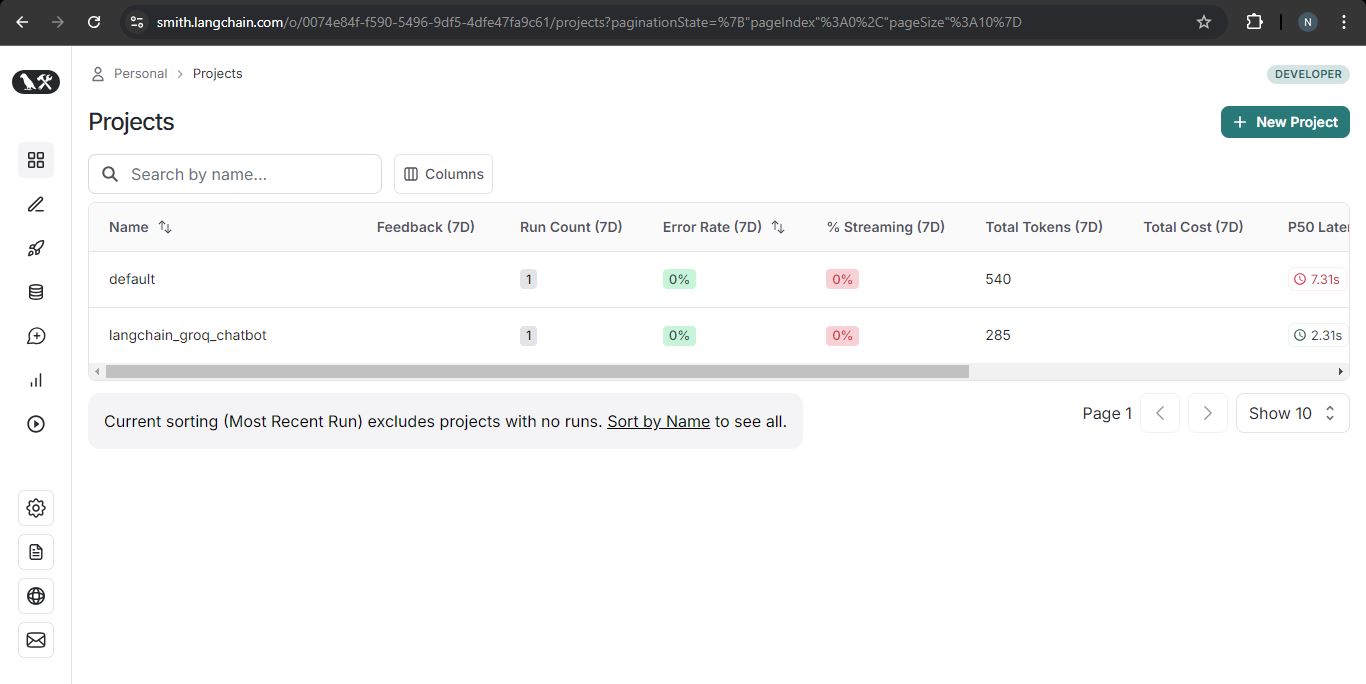 smith.langchain.com/o/0074e84f-f590-5496-9df5-4dfe47fa9c61/projects?paginationState=%7B"pageIndex"%3A0%2C"pageSize"%3A10%7D
N
Personal > Projects
DEVELOPER
Projects
+ New Project
Search by name...
Columns
Name Feedback (7D) Run Count (7D) Error Rate (7D) % Streaming (7D) Total Tokens (7D) Total Cost (7D) P50 Later
default 1 0% 0% 540 7.31s
langchain_groq_chatbot 1 0% 0% 285 2.31s
Current sorting (Most Recent Run) excludes projects with no runs. Sort by Name to see all.
Page 1
Show 10